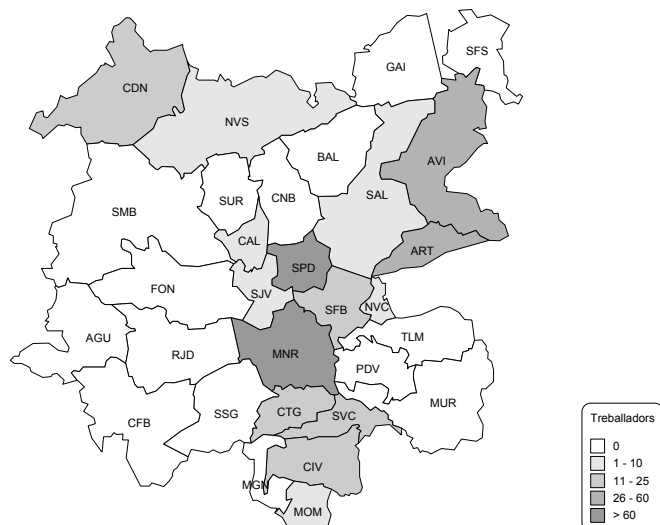 SFS
GAI
CDN
NVS
BAL
AVI
SUR
CNB
SAL
SMB
CAL
ART
SPD
FON
SJV
SFB
NVC
AGU
RJD
MNR
TLM
PDV
MUR
CFB
SSG
CTG
SVC
CIV
MGN
MOM
Treballadors
0
1 - 10
11 - 25
26 - 60
> 60